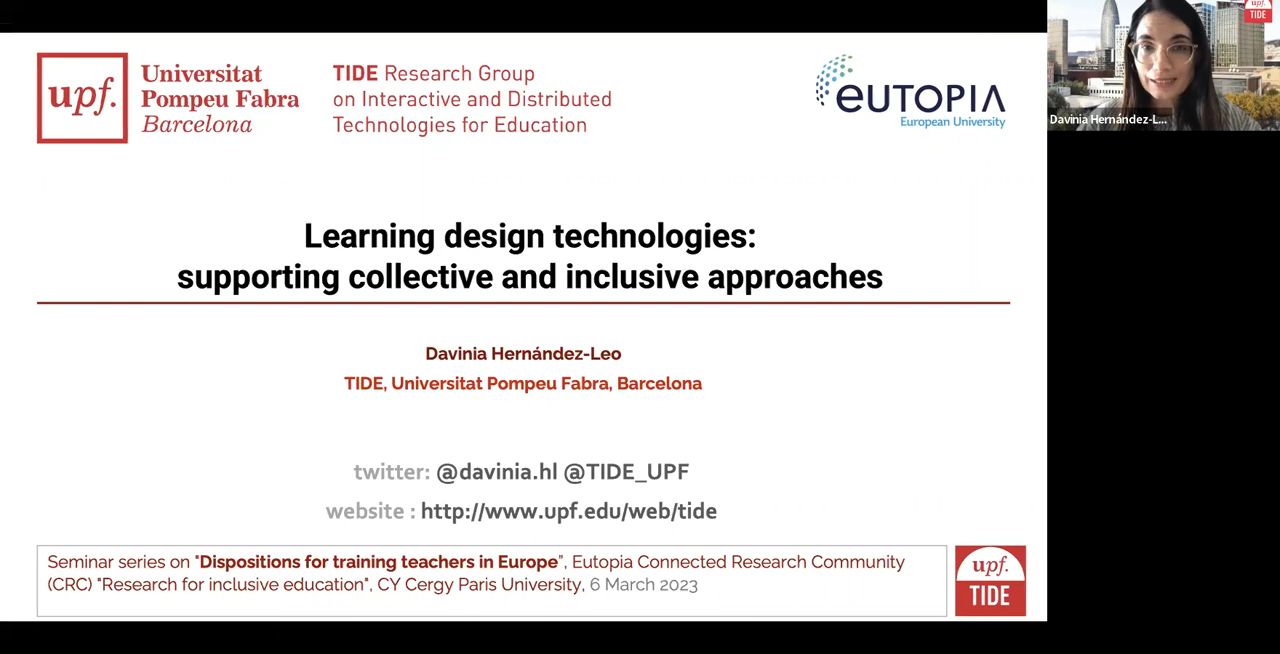 upf.
Universitat
Pompeu Fabra
Barcelona
TIDE Research Group
on Interactive and Distributed
Technologies for Education
EUTOPIA
European University
upf.
TIDE
Davinia Hernández-L...
Learning design technologies:
supporting collective and inclusive approaches
Davinia Hernández-Leo
TIDE, Universitat Pompeu Fabra, Barcelona
twitter: @davinia.hl @TIDE_UPF
website : http://www.upf.edu/web/tide
Seminar series on "Dispositions for training teachers in Europe", Eutopia Connected Research Community
(CRC) "Research for inclusive education", CY Cergy Paris University, 6 March 2023
upf.
TIDE